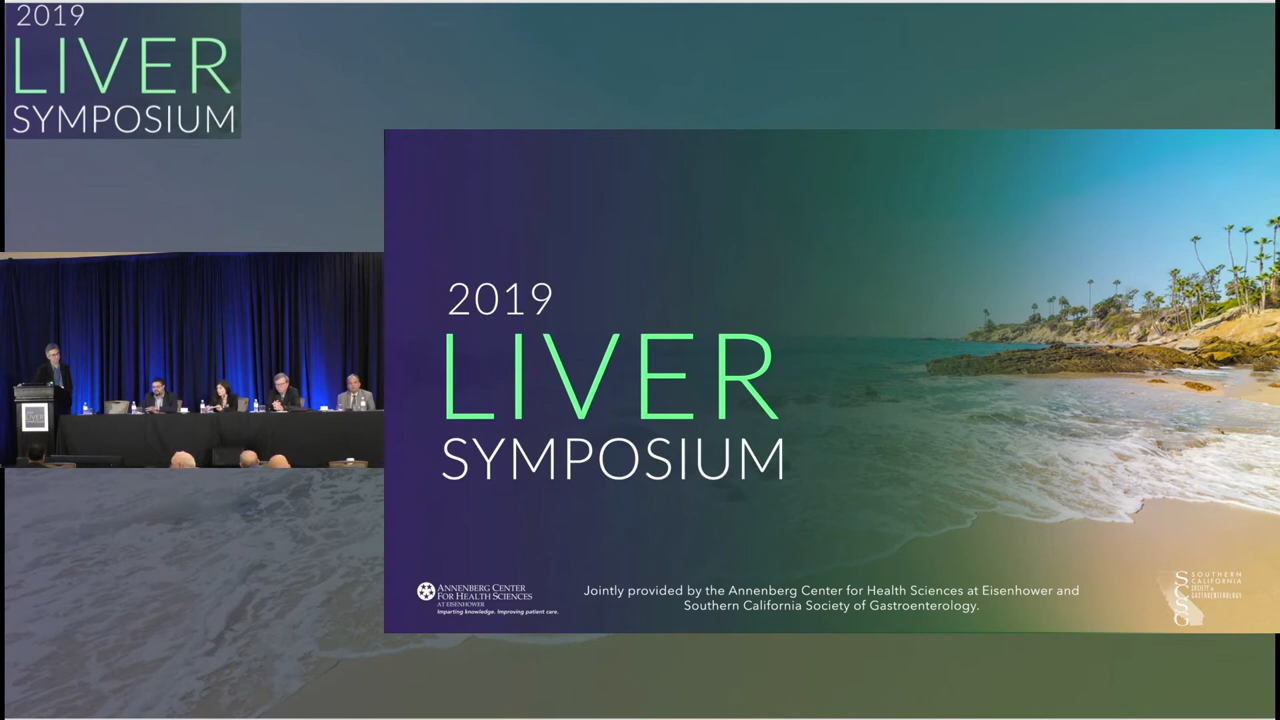 2019
LIVER
SYMPOSIUM
2019
LIVER
SYMPOSIUM
LIVER
ANNENBERG CENTER
FOR HEALTH SCIENCES
AT EISENHOWER
Imparting knowledge. Improving patient care.
Jointly provided by the Annenberg Center for Health Sciences at Eisenhower and
Southern California Society of Gastroenterology.
SCSG
SOUTHERN
CALIFORNIA
SOCIETY of
GASTROENTEROLOGY